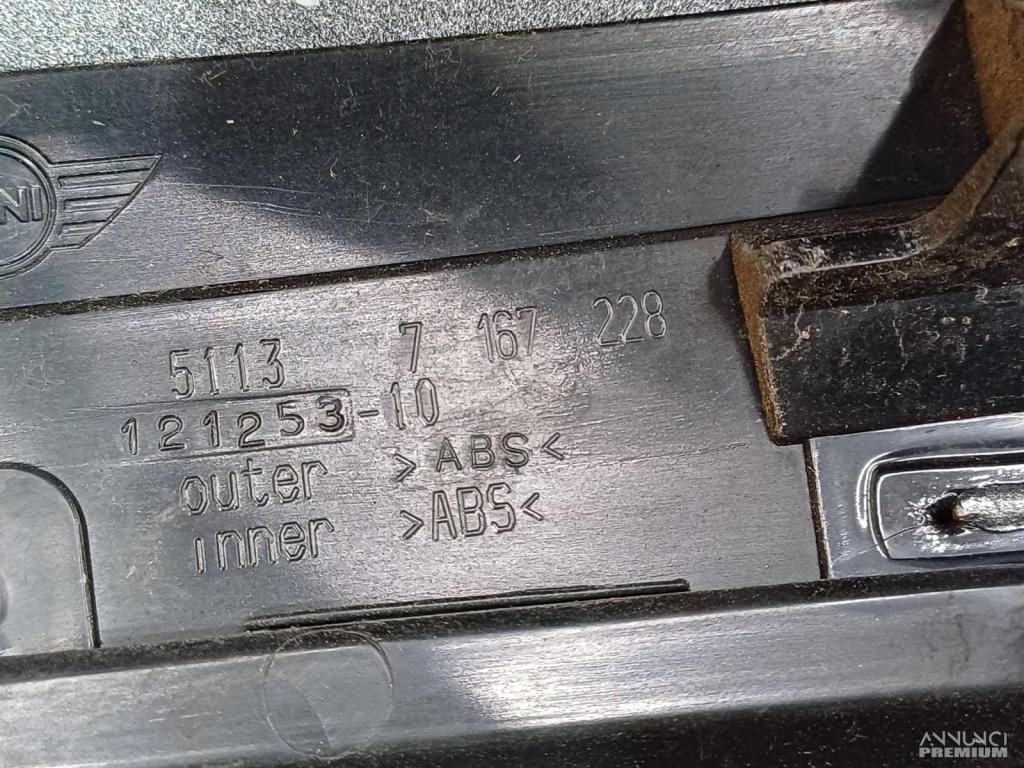 5113 7 167 228
121253-10
outer >ABS<
inner >ABS<
ANNUNCI
PREMIUM